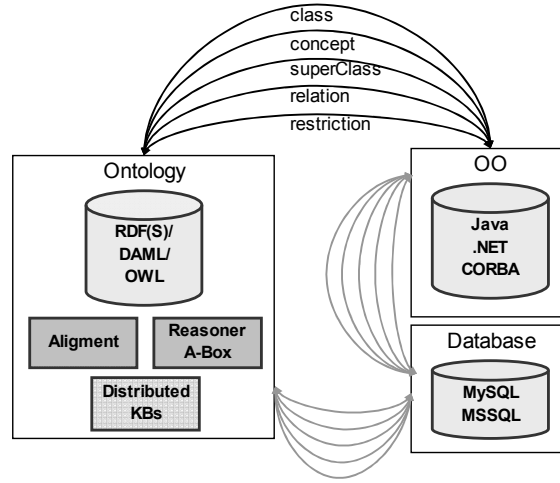 class
concept
superClass
relation
restriction
Ontology
RDF(S)/
DAML/
OWL
Aligment
Reasoner
A-Box
Distributed
KBs
OO
Java
.NET
CORBA
Database
MySQL
MSSQL